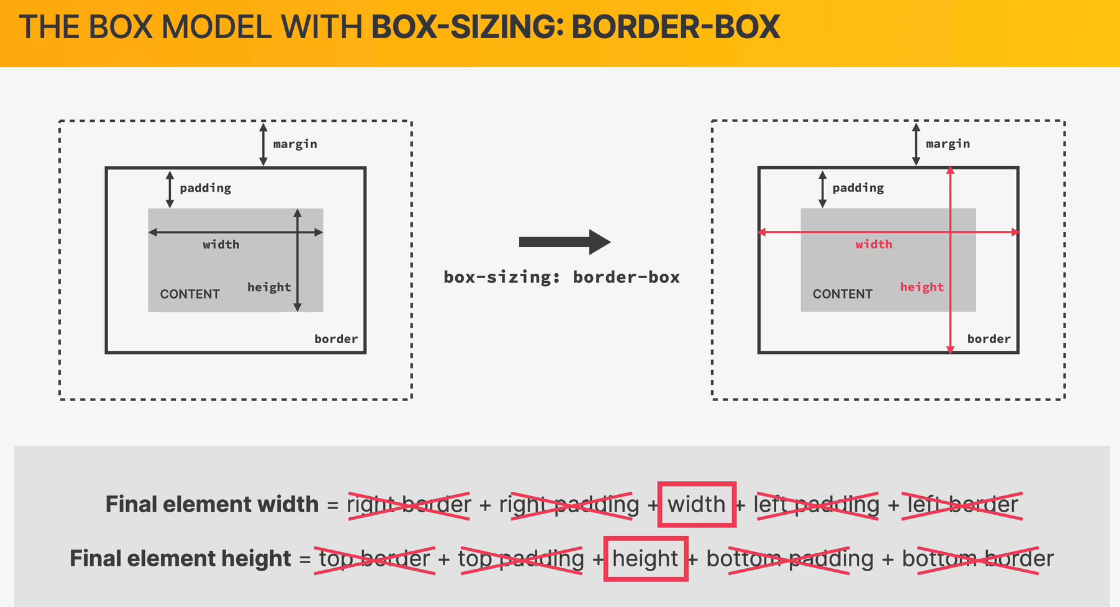 THE BOX MODEL WITH BOX-SIZING: BORDER-BOX
margin
padding
width
height
CONTENT
border
box-sizing: border-box
margin
padding
width
height
CONTENT
border
Final element width = right border + right padding + width + left padding + left border
Final element height = top border + top padding + height + bottom padding + bottom border